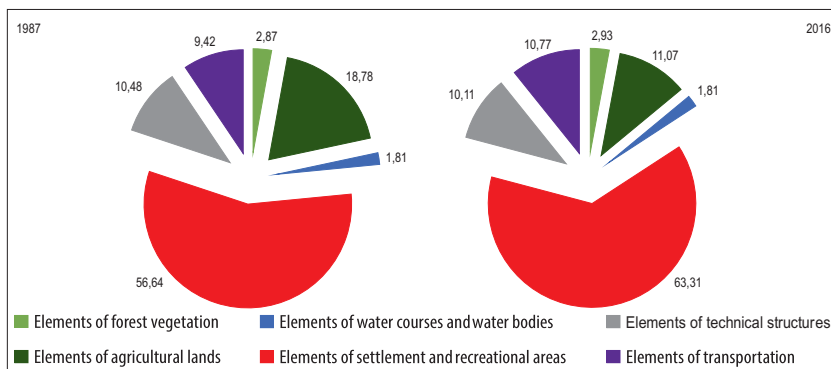 1987
2016
2,87
9,42
18,78
10,48
1,81
56,64
2,93
10,77
11,07
1,81
10,11
63,31
Elements of forest vegetation
Elements of water courses and water bodies
Elements of technical structures
Elements of agricultural lands
Elements of settlement and recreational areas
Elements of transportation